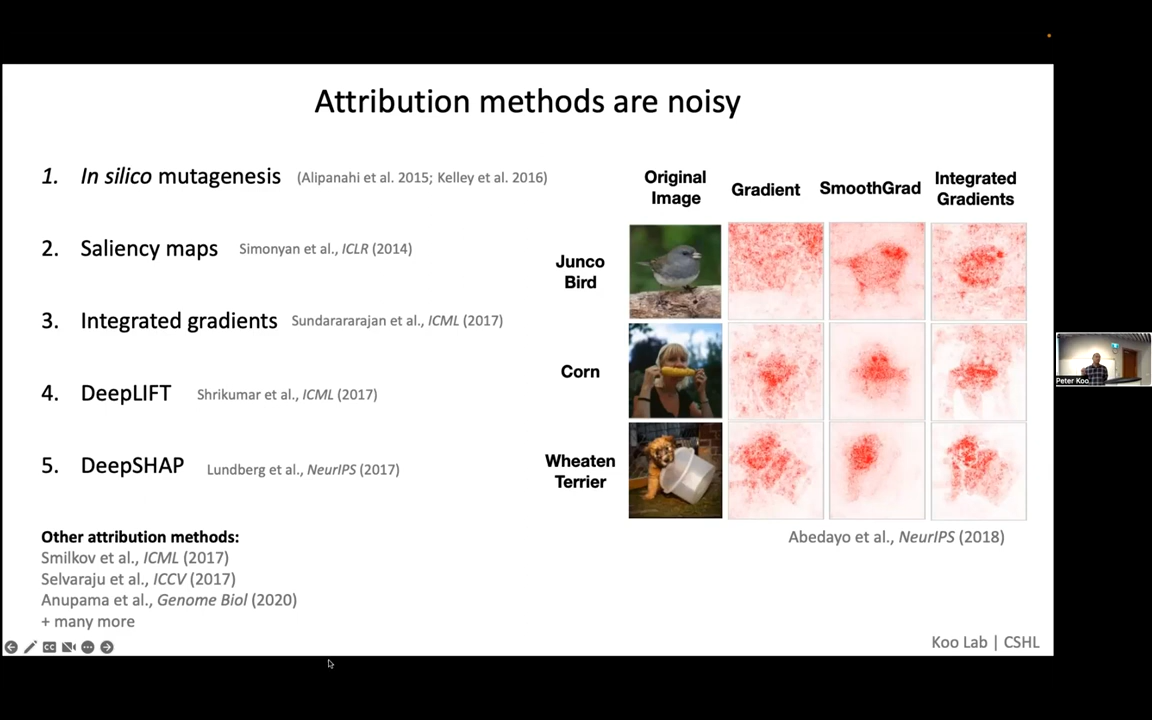 Attribution methods are noisy
1. In silico mutagenesis (Alipanahi et al. 2015; Kelley et al. 2016)
2. Saliency maps Simonyan et al., ICLR (2014)
3. Integrated gradients Sundarararajan et al., ICML (2017)
4. DeepLIFT Shrikumar et al., ICML (2017)
5. DeepSHAP Lundberg et al., NeurIPS (2017)
Other attribution methods:
Smilkov et al., ICML (2017)
Selvaraju et al., ICCV (2017)
Anupama et al., Genome Biol (2020)
+ many more
Original
Image
Gradient
SmoothGrad
Integrated
Gradients
Junco
Bird
Corn
Wheaten
Terrier
Abedayo et al., NeurIPS (2018)
Koo Lab | CSHL
CC
Peter Koo